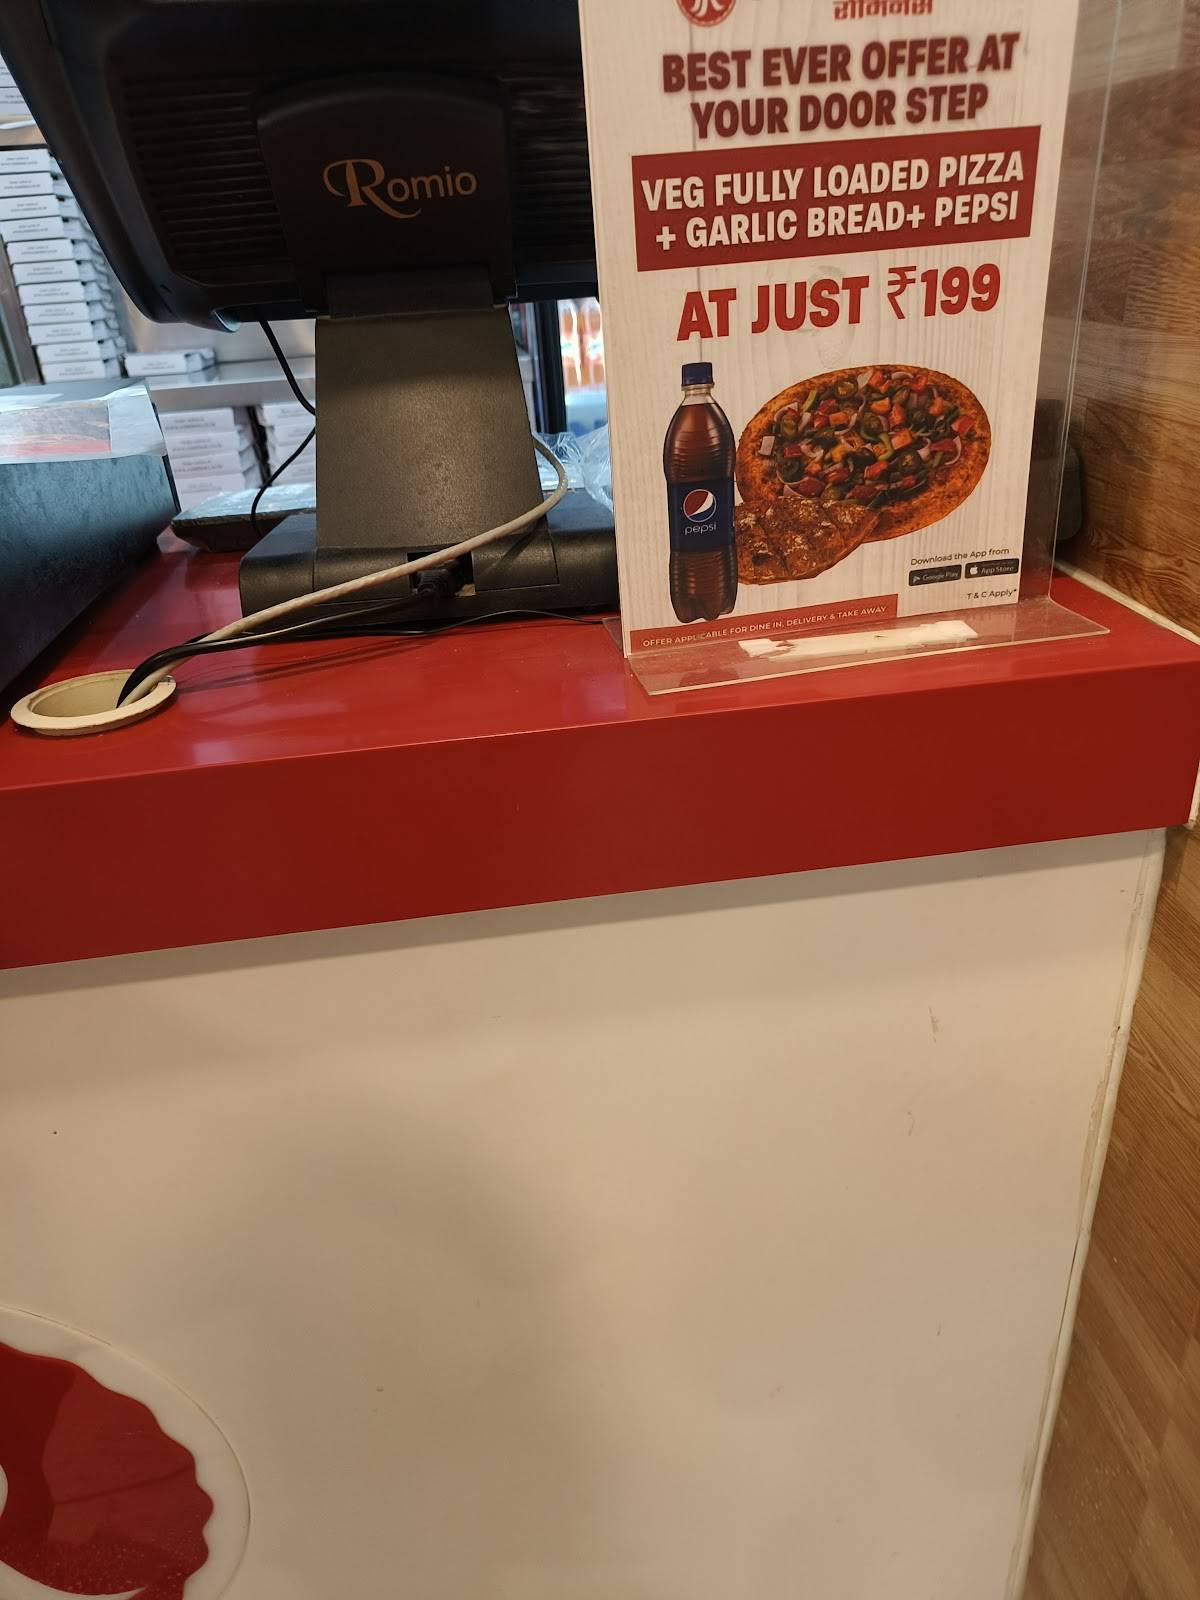 रोमिनस
BEST EVER OFFER AT
YOUR DOOR STEP
VEG FULLY LOADED PIZZA
+ GARLIC BREAD+ PEPSI
AT JUST ₹199
pepsi
Download the App from
Google Play
App Store
T & C Apply*
OFFER APPLICABLE FOR DINE IN, DELIVERY & TAKE AWAY
Romio